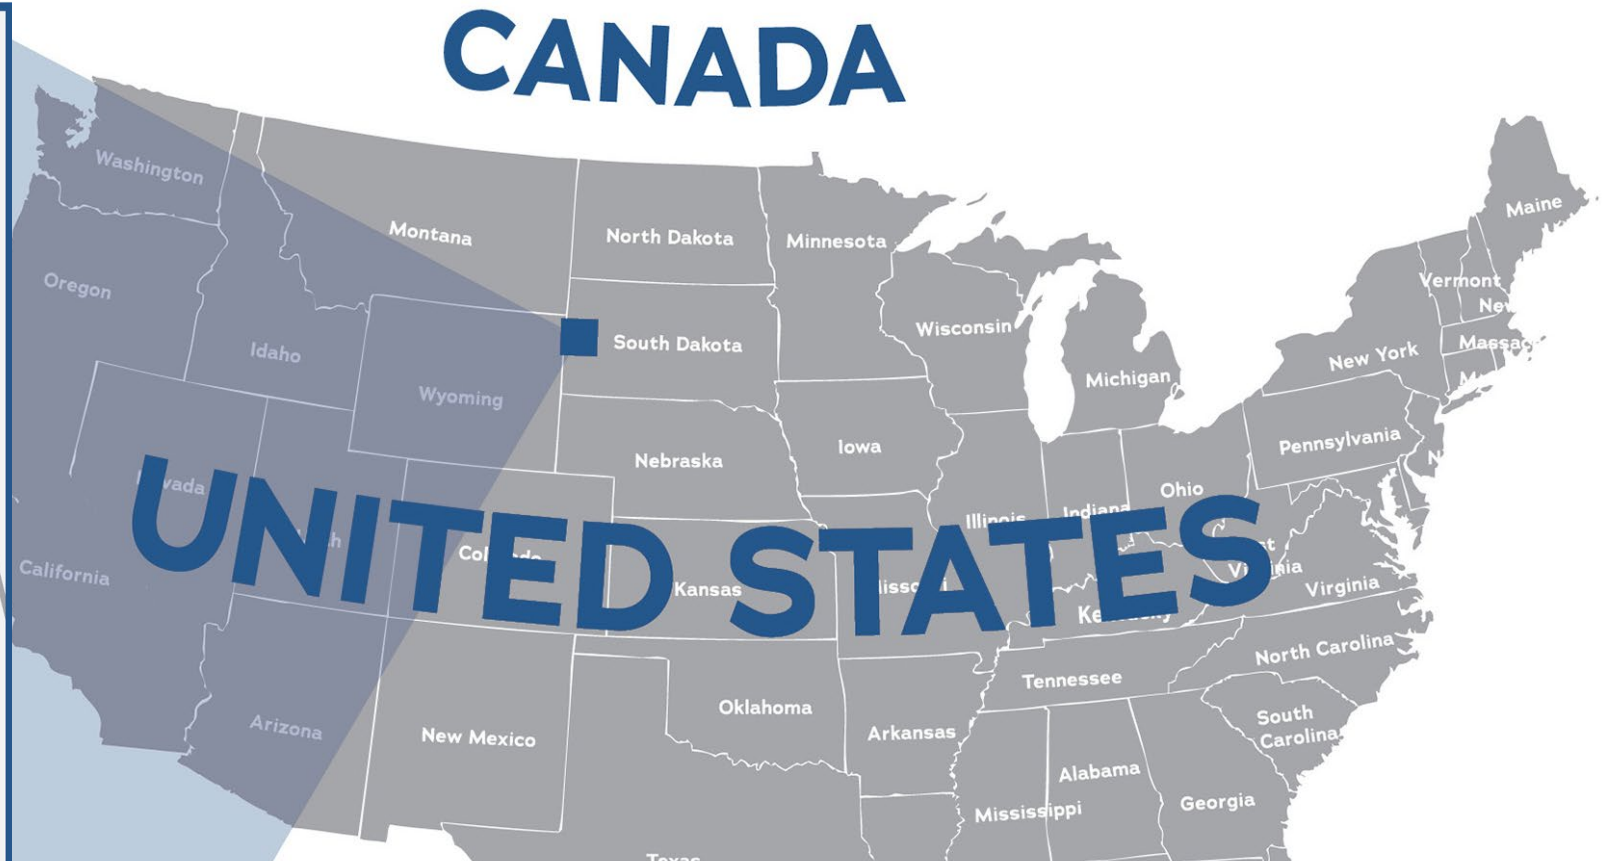 CANADA
Washington
Maine
Montana
North Dakota
Minnesota
Vermont
Oregon
Wisconsin
South Dakota
New York
Idaho
Michigan
Wyoming
Pennsylvania
Iowa
Nebraska
Ohio
UNITED STATES
Illinois
Indiana
California
Kansas
Virginia
North Carolina
Tennessee
Oklahoma
South
Carolina
Arizona
New Mexico
Arkansas
Alabama
Georgia
Mississippi